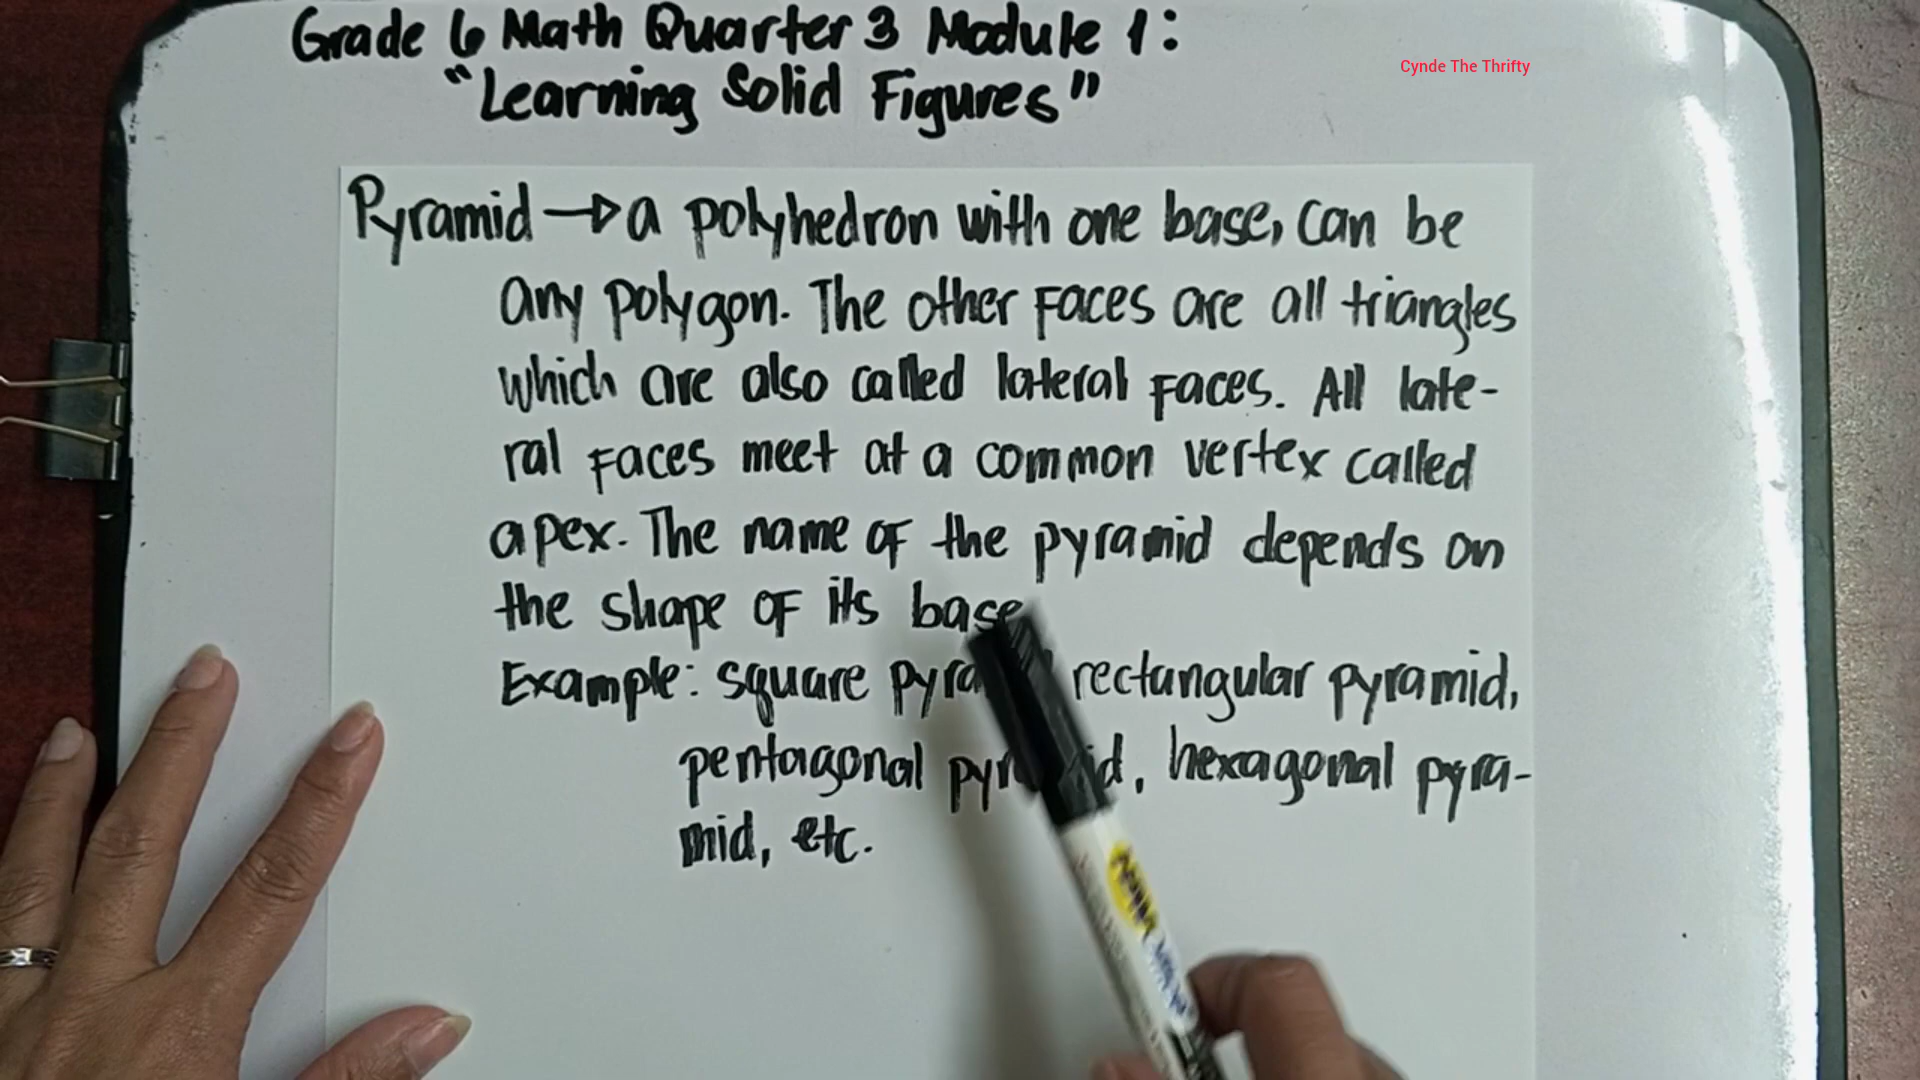 Grade 6 Math Quarter 3 Module 1:
"Learning Solid Figures"
Cynde The Thrifty
Pyramid → a polyhedron with one base, can be
any polygon. The other faces are all triangles
which are also called lateral faces. All late-
ral faces meet at a common vertex called
apex. The name of the pyramid depends on
the shape of its base
Example: square rectangular pyramid,
pentagonal hexagonal pyra-
mid, etc.